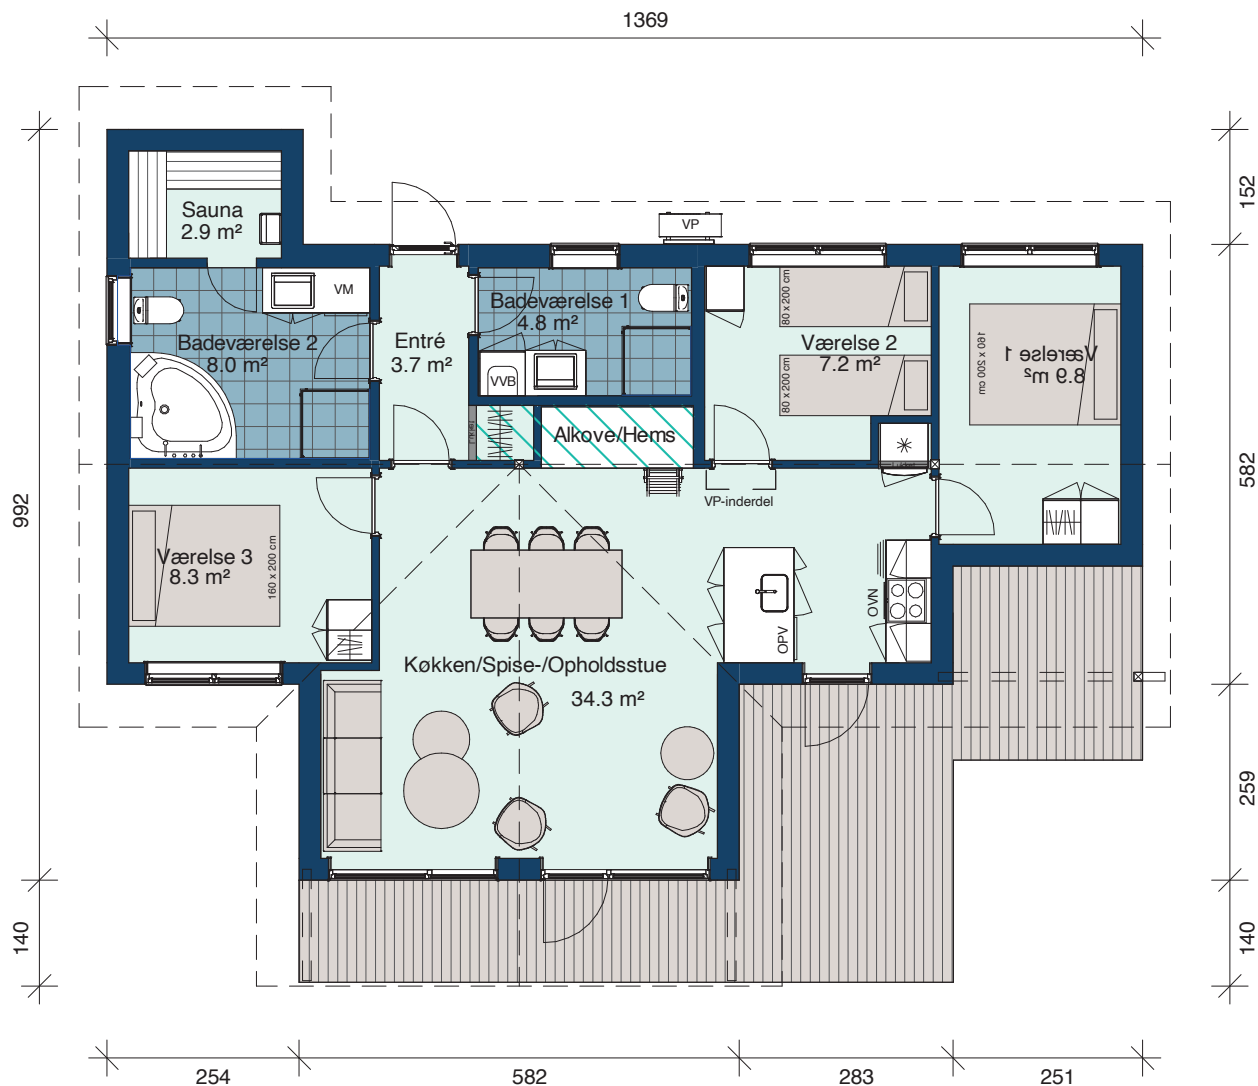 1369
152
992
582
259
140
140
254
582
283
251
VP
Sauna
2.9 m²
VM
Badeværelse 2
8.0 m²
Entré
3.7 m²
Badeværelse 1
4.8 m²
VVB
80 x 200 cm
80 x 200 cm
Værelse 2
7.2 m²
Værelse 1
8.9 m²
160 x 200 cm
Alkove/Hems
VP-inderdel
Værelse 3
8.3 m²
160 x 200 cm
OVN
OPV
Køkken/Spise-/Opholdsstue
34.3 m²